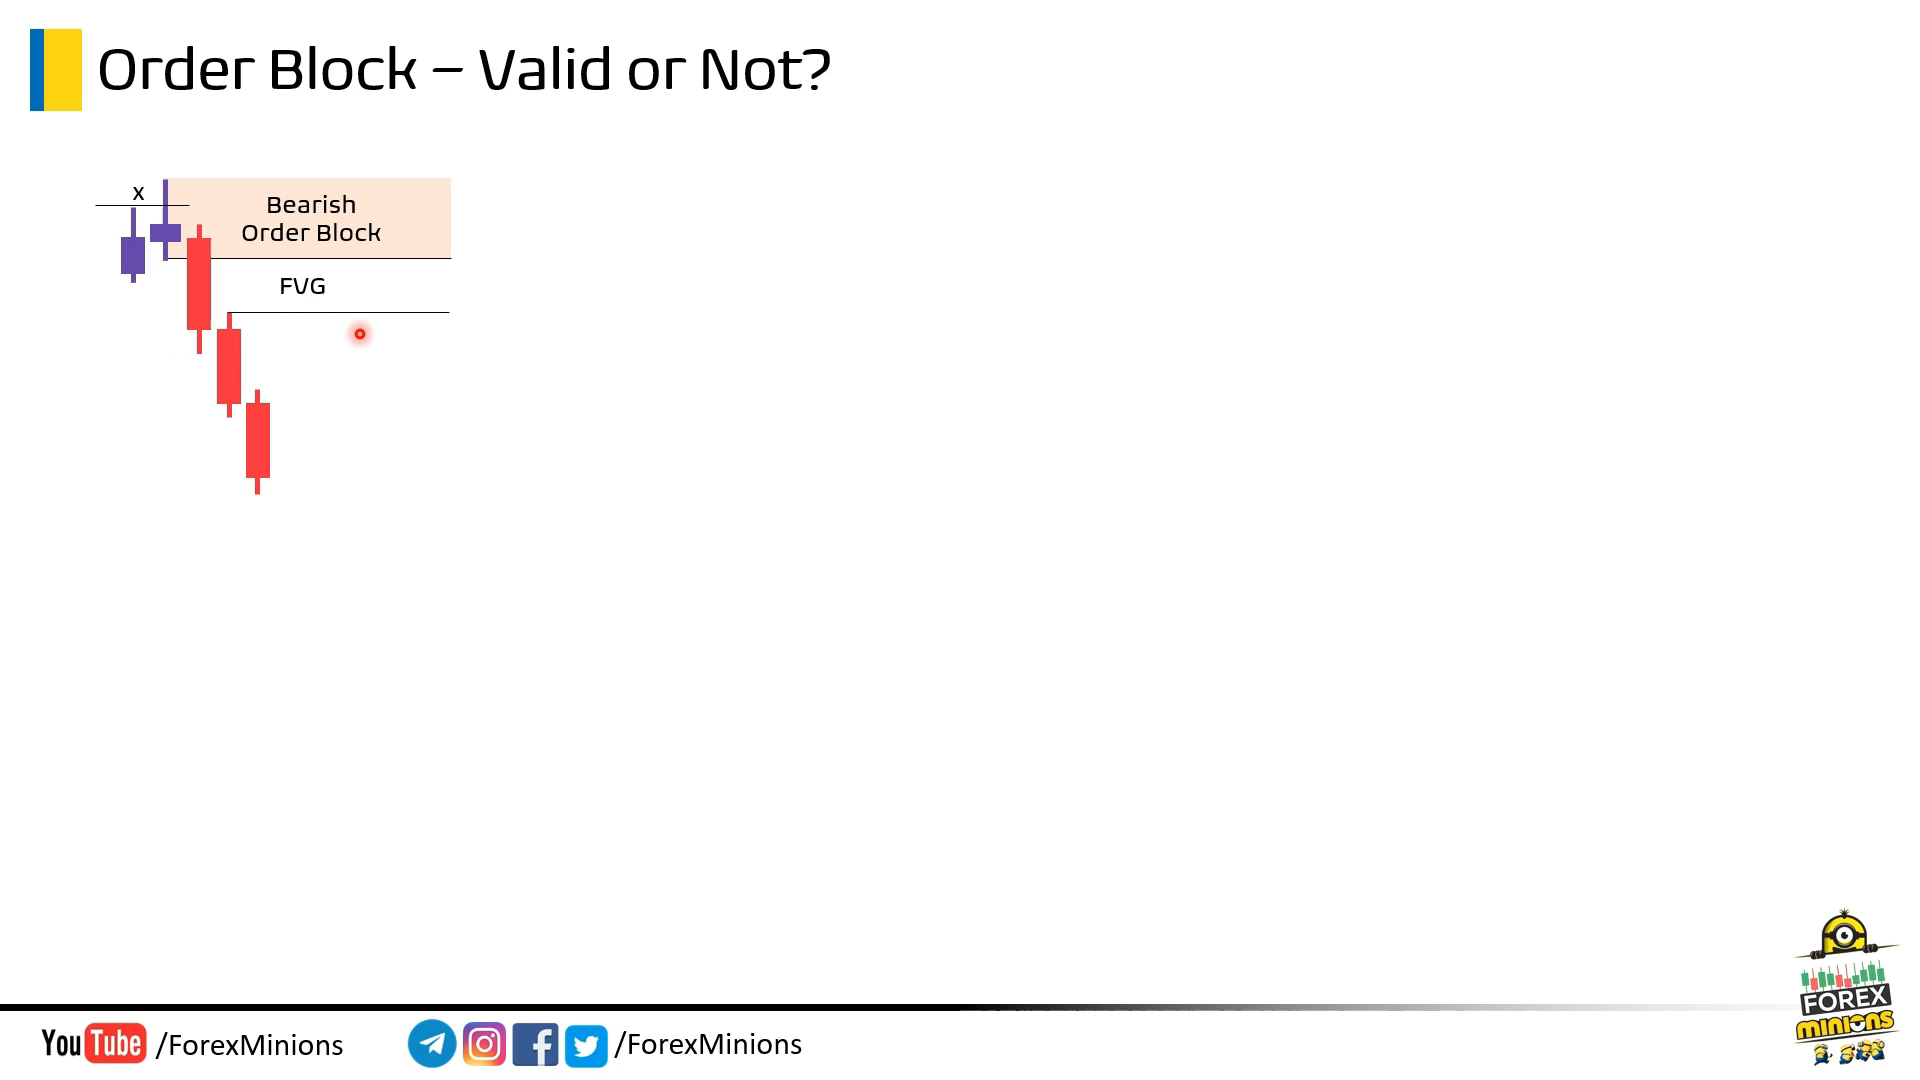 Order Block – Valid or Not?
x
Bearish
Order Block
FVG
FOREX
minions
You Tube /ForexMinions
/ForexMinions